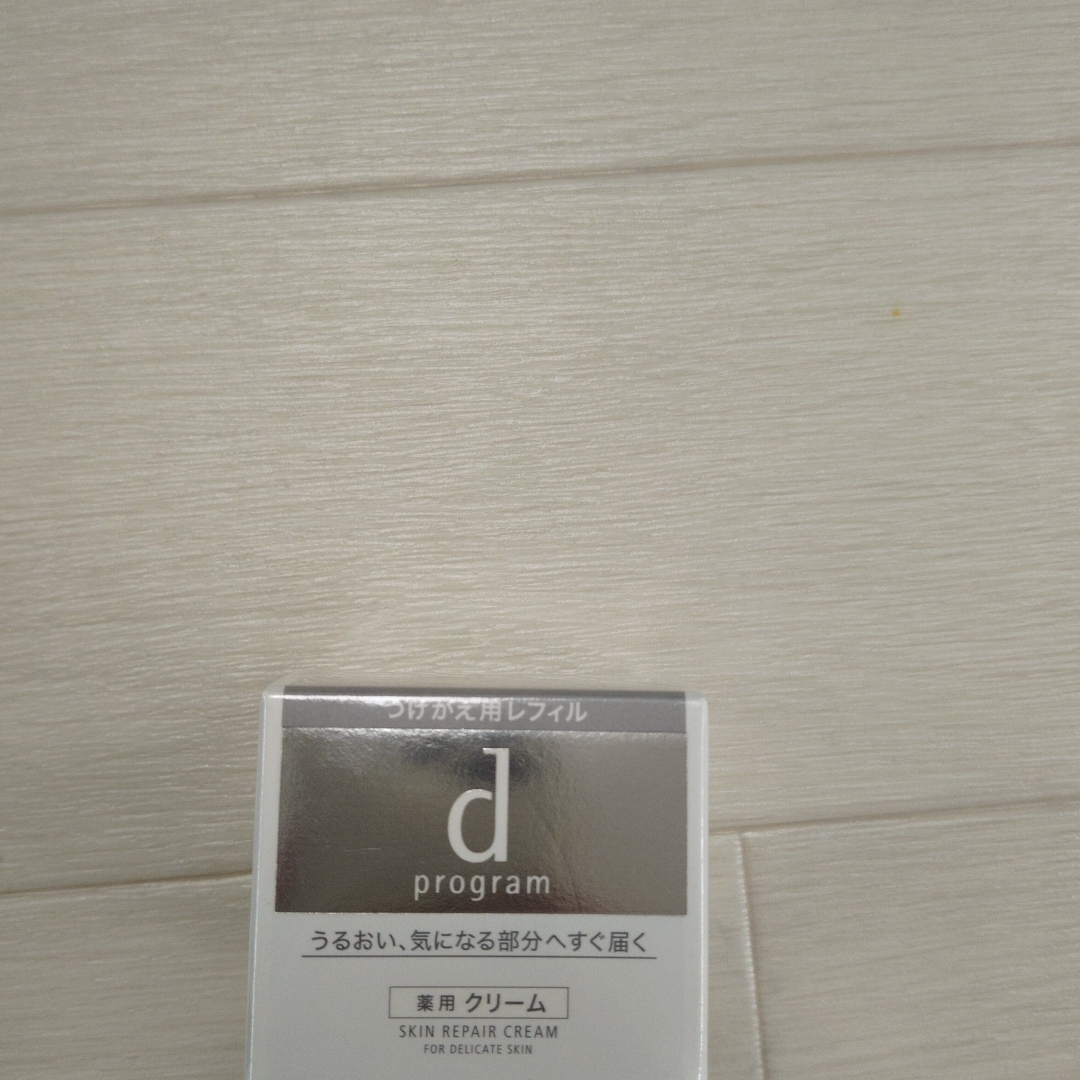 つけかえ用レフィル
d
program
うるおい、気になる部分へすぐ届く
薬用 クリーム
SKIN REPAIR CREAM
FOR DELICATE SKIN